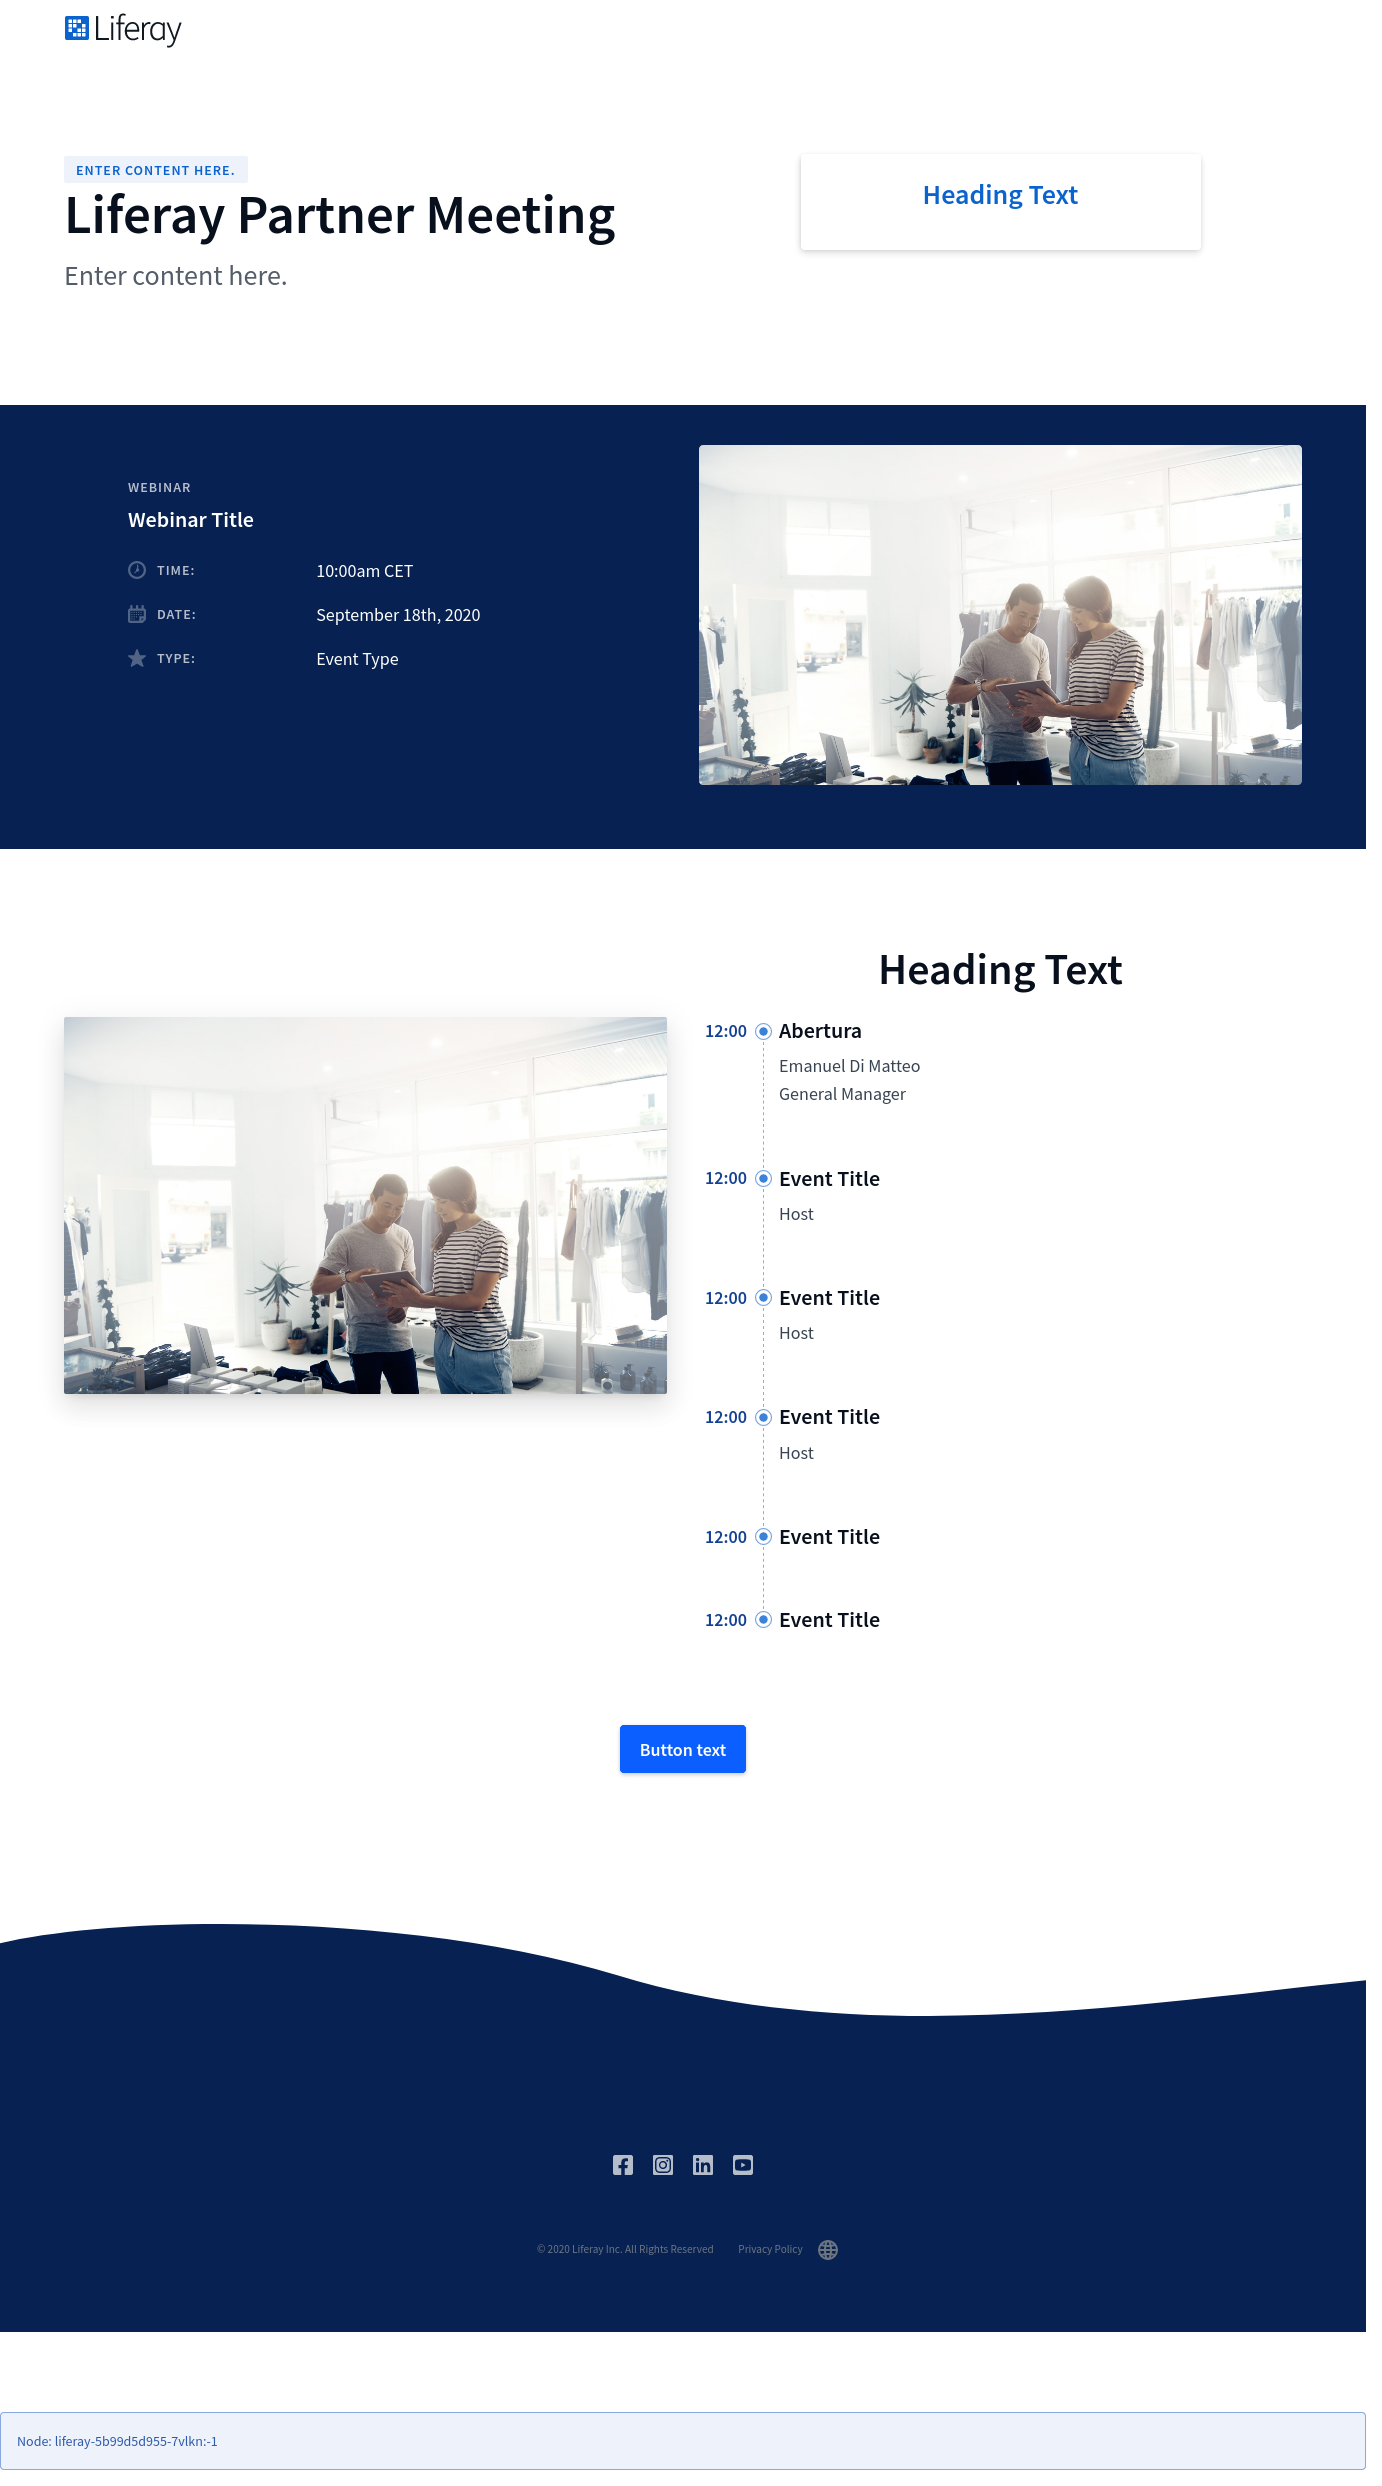 Liferay
ENTER CONTENT HERE.
Liferay Partner Meeting
Enter content here.
Heading Text
WEBINAR
Webinar Title
TIME: 10:00am CET
DATE: September 18th, 2020
TYPE: Event Type
Heading Text
12:00 Abertura
Emanuel Di Matteo
General Manager
12:00 Event Title
Host
12:00 Event Title
Host
12:00 Event Title
Host
12:00 Event Title
12:00 Event Title
Button text
© 2020 Liferay Inc. All Rights Reserved Privacy Policy
Node: liferay-5b99d5d955-7vlkn:-1